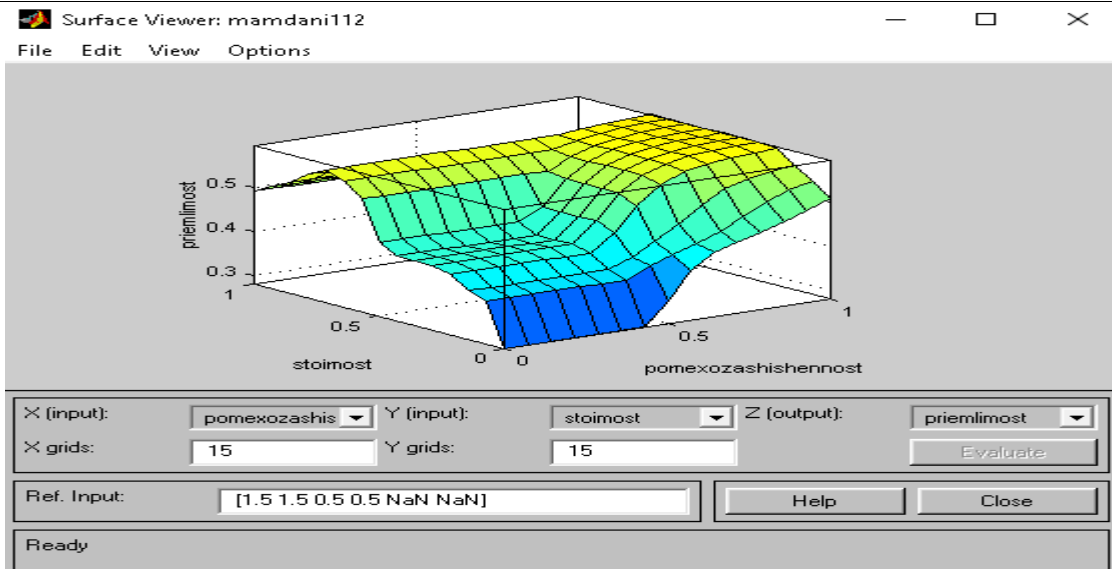 Surface Viewer: mamdani112
File Edit View Options
0.5
0.4
0.3
priemlimost
1
0.5
0
stoimost
0
0.5
1
pomexozashishennost
X (input): pomexozashis Y (input): stoimost Z (output): priemlimost
X grids: 15 Y grids: 15 Evaluate
Ref. Input: [1.5 1.5 0.5 0.5 NaN NaN] Help Close
Ready